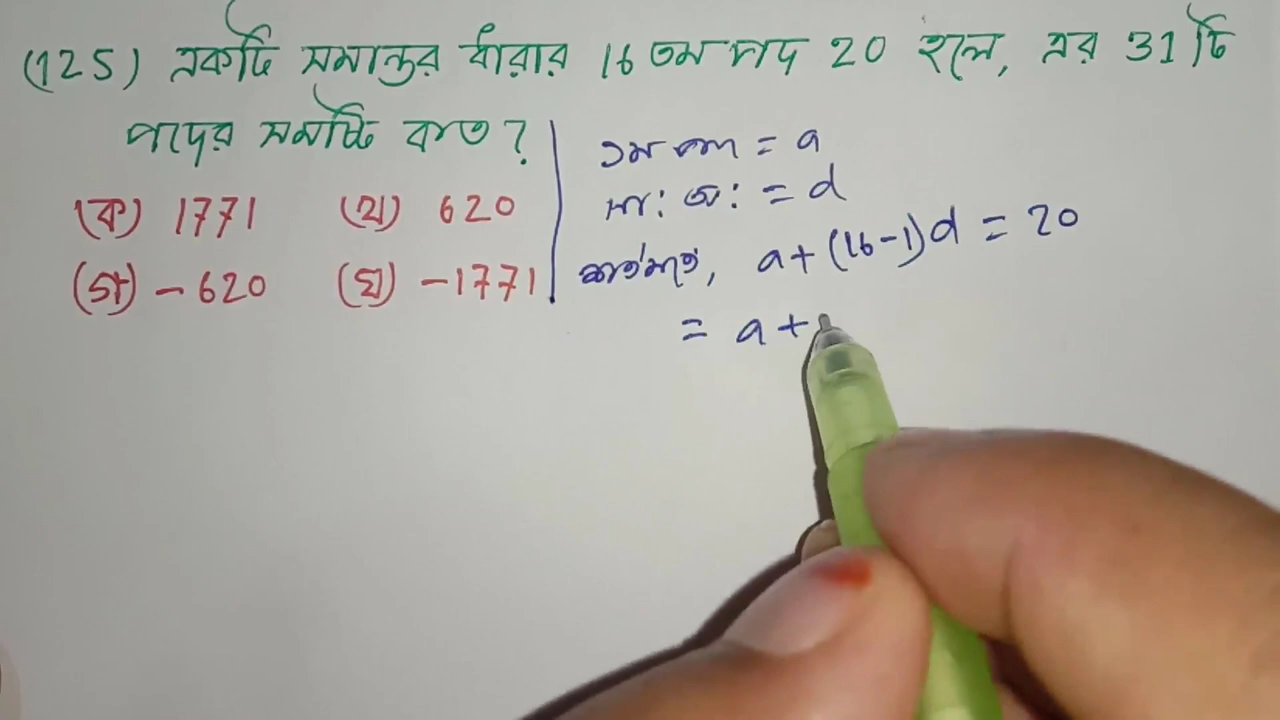 (125) একটি সমান্তর ধারার 16 তম পদ 20 হলে, এর 31 টি
পদের সমষ্টি কত?
(ক) 1771 (খ) 620
(গ) -620 (ঘ) -1771
১ম পদ = a
সা: অ: = d
শর্তমতে, a+(16-1)d = 20
= a+